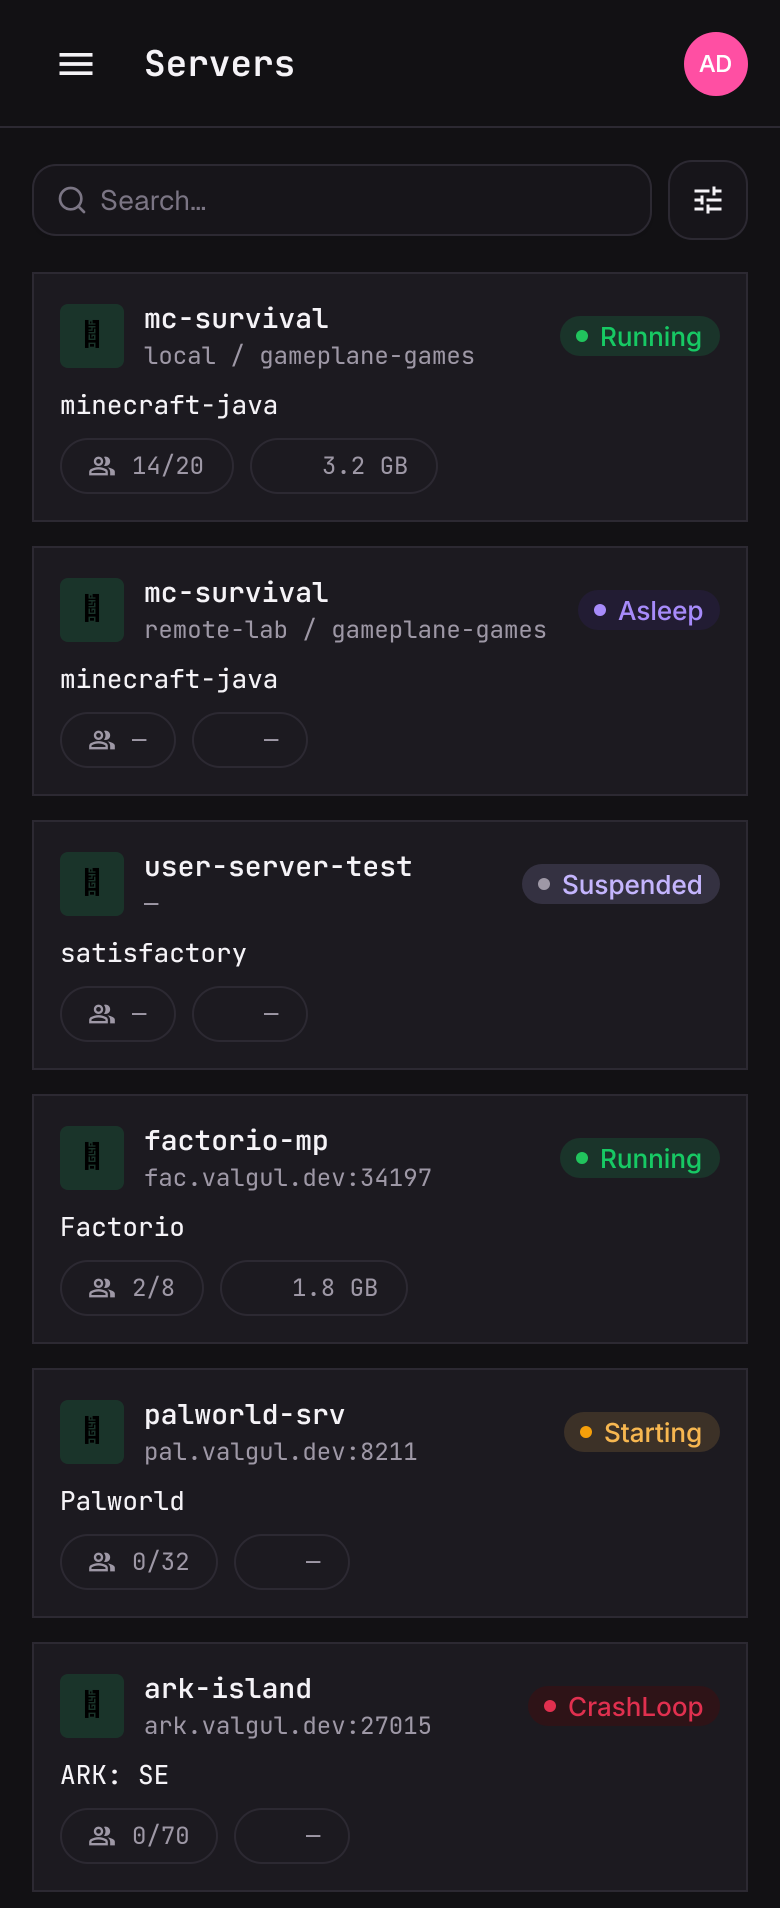 Servers
AD
Search…
mc-survival
local / gameplane-games
Running
minecraft-java
14/20
3.2 GB
mc-survival
remote-lab / gameplane-games
Asleep
minecraft-java
—
—
user-server-test
—
Suspended
satisfactory
—
—
factorio-mp
fac.valgul.dev:34197
Running
Factorio
2/8
1.8 GB
palworld-srv
pal.valgul.dev:8211
Starting
Palworld
0/32
—
ark-island
ark.valgul.dev:27015
CrashLoop
ARK: SE
0/70
—